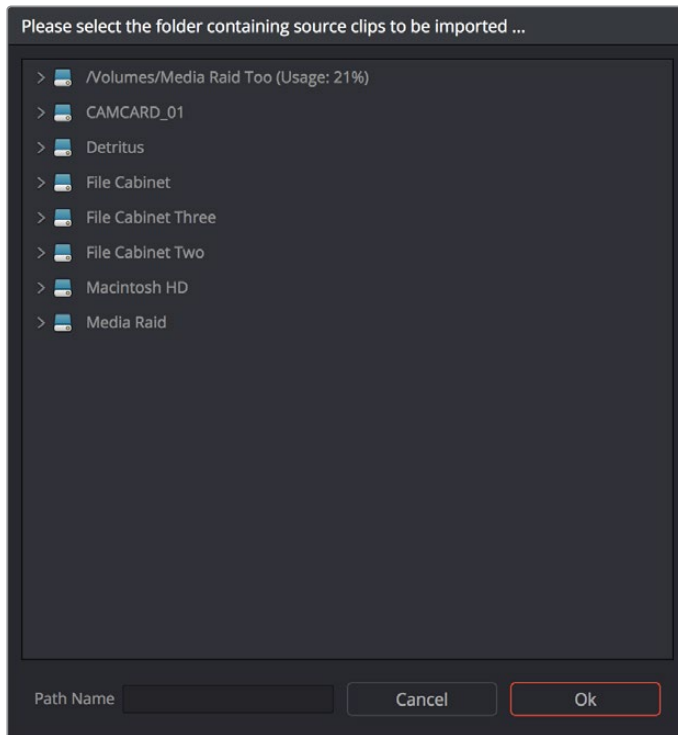 Please select the folder containing source clips to be imported ...
/Volumes/Media Raid Too (Usage: 21%)
CAMCARD_01
Detritus
File Cabinet
File Cabinet Three
File Cabinet Two
Macintosh HD
Media Raid
Path Name
Cancel
Ok